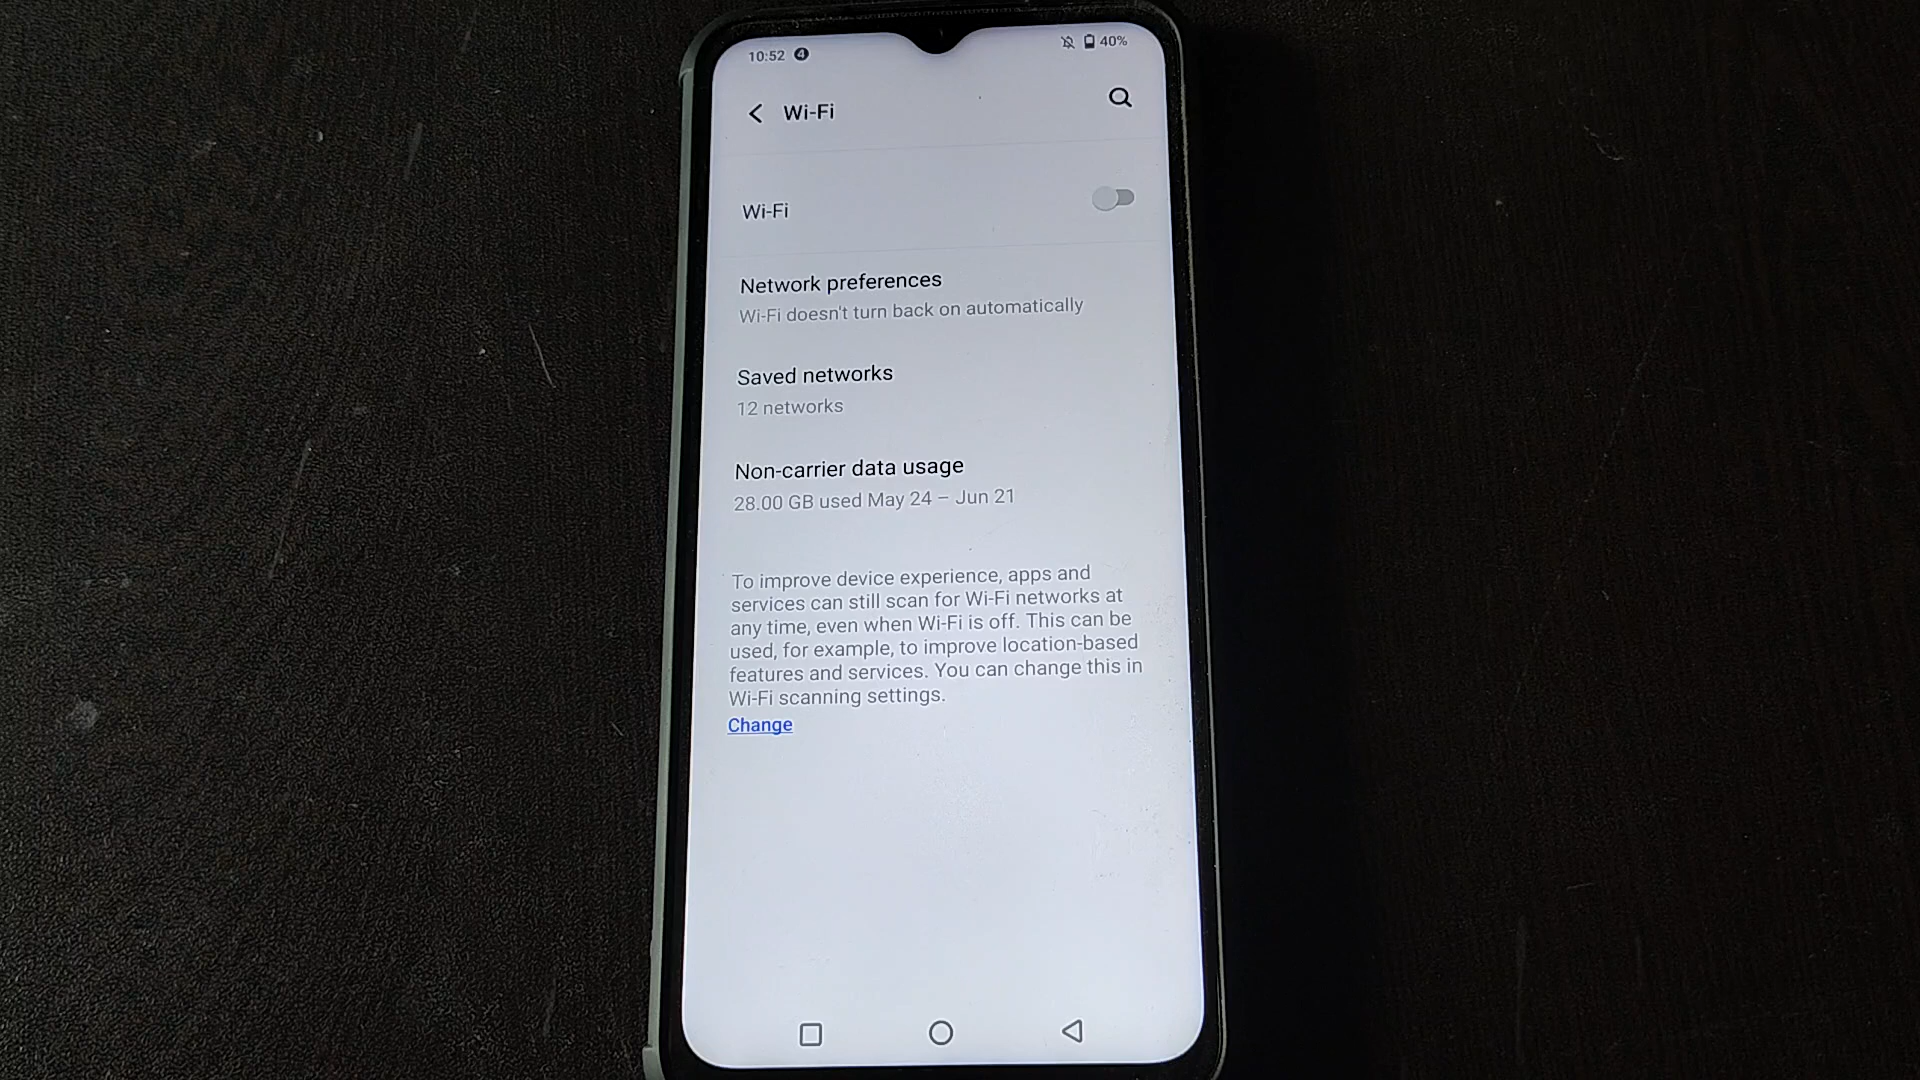 10:52 4 40%
Wi-Fi
Wi-Fi
Network preferences
Wi-Fi doesn't turn back on automatically
Saved networks
12 networks
Non-carrier data usage
28.00 GB used May 24 – Jun 21
To improve device experience, apps and
services can still scan for Wi-Fi networks at
any time, even when Wi-Fi is off. This can be
used, for example, to improve location-based
features and services. You can change this in
Wi-Fi scanning settings.
Change